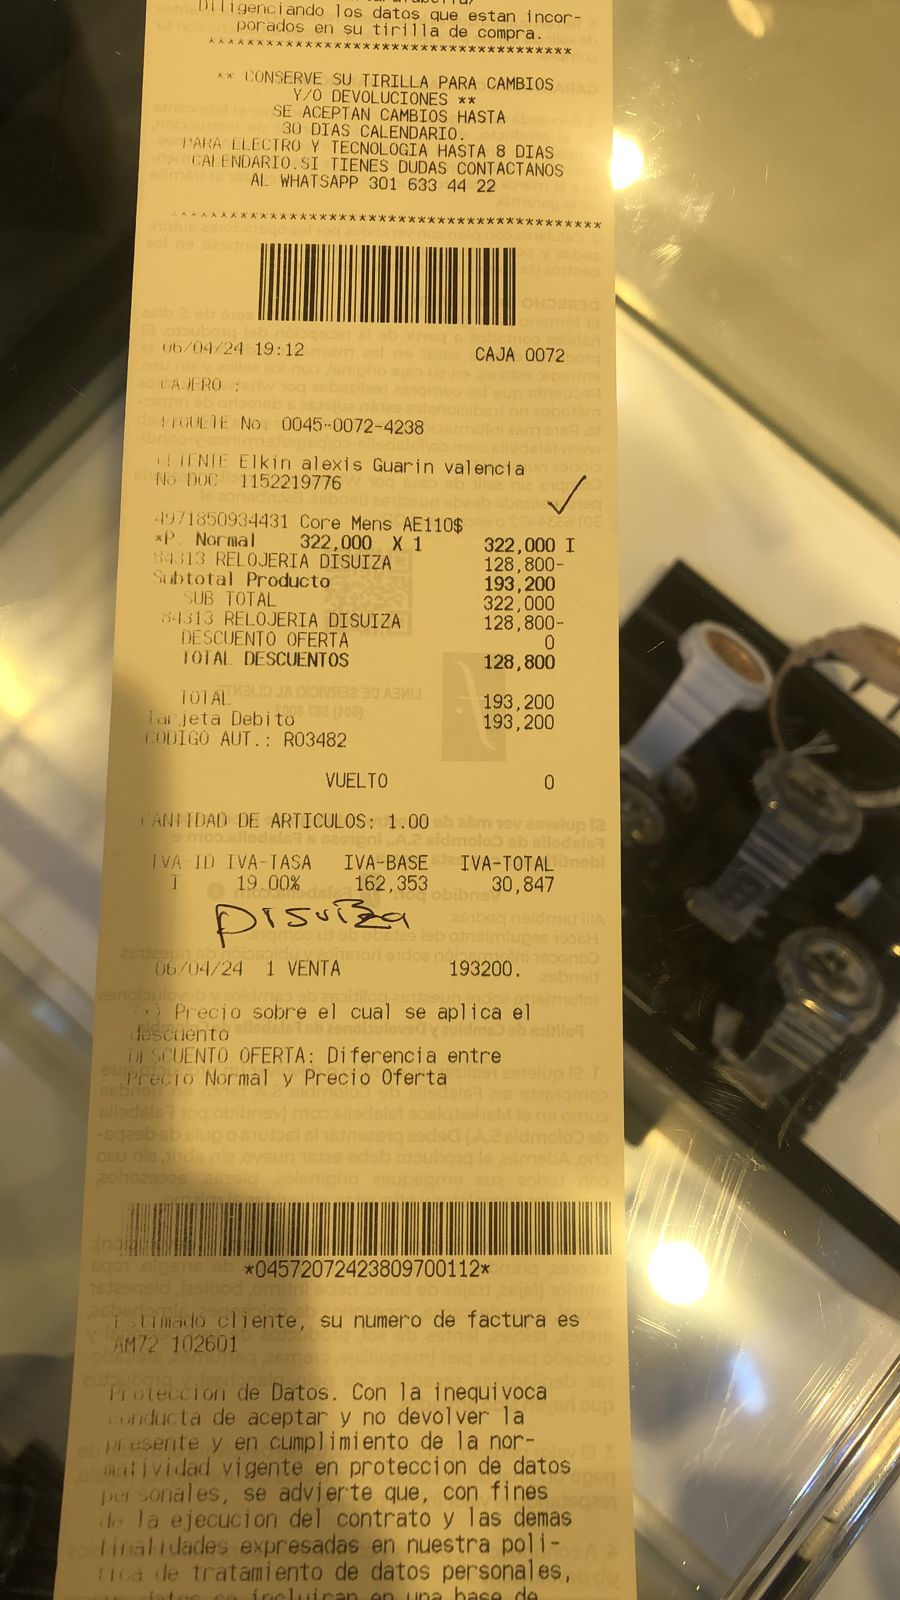 Diligenciando los datos que estan incor-
porados en su tirilla de compra.
****************************************
** CONSERVE SU TIRILLA PARA CAMBIOS
Y/O DEVOLUCIONES **
SE ACEPTAN CAMBIOS HASTA
30 DIAS CALENDARIO.
PARA ELECTRO Y TECNOLOGIA HASTA 8 DIAS
CALENDARIO.SI TIENES DUDAS CONTACTANOS
AL WHATSAPP 301 633 44 22
****************************************
06/04/24 19:12 CAJA 0072
CAJERO :
TIQUETE No. 0045-0072-4238
CLIENTE Elkin alexis Guarin valencia
No DOC 1152219776
4971850934431 Core Mens AE110$
*P. Normal 322,000 X 1 322,000 I
84313 RELOJERIA DISUIZA 128,800-
Subtotal Producto 193,200
SUB TOTAL 322,000
84313 RELOJERIA DISUIZA 128,800-
DESCUENTO OFERTA 0
TOTAL DESCUENTOS 128,800
TOTAL 193,200
Tarjeta Debito 193,200
CODIGO AUT.: R03482
VUELTO 0
CANTIDAD DE ARTICULOS: 1.00
IVA ID IVA-TASA IVA-BASE IVA-TOTAL
I 19.00% 162,353 30,847
DISUIZA
06/04/24 1 VENTA 193200.
(*) Precio sobre el cual se aplica el
descuento
DESCUENTO OFERTA: Diferencia entre
Precio Normal y Precio Oferta
*04572072423809700112*
Estimado cliente, su numero de factura es
AM72 102601
Proteccion de Datos. Con la inequivoca
conducta de aceptar y no devolver la
presente y en cumplimiento de la nor-
matividad vigente en proteccion de datos
personales, se advierte que, con fines
de la ejecucion del contrato y las demas
finalidades expresadas en nuestra poli-
tica de tratamiento de datos personales,
datos se incluiran en una base de